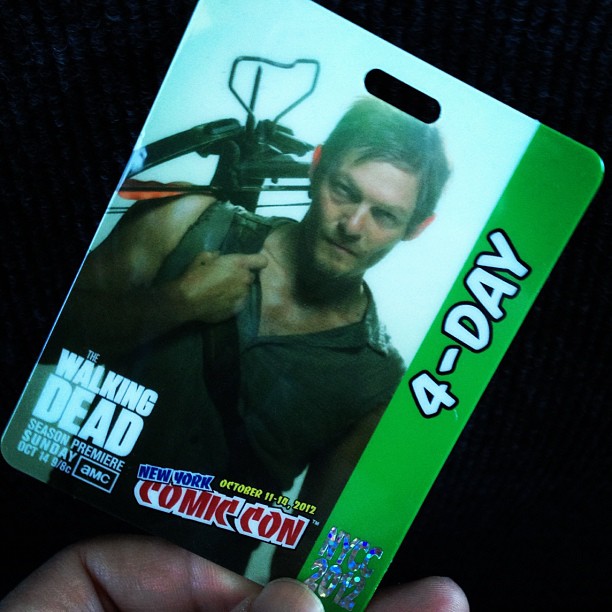 4-DAY
THE
WALKING
DEAD
SEASON PREMIERE
SUNDAY
OCT 14 9/8c
aMC
NEW YORK
OCTOBER 11-14, 2012
COMIC CON™
NYCC
2012